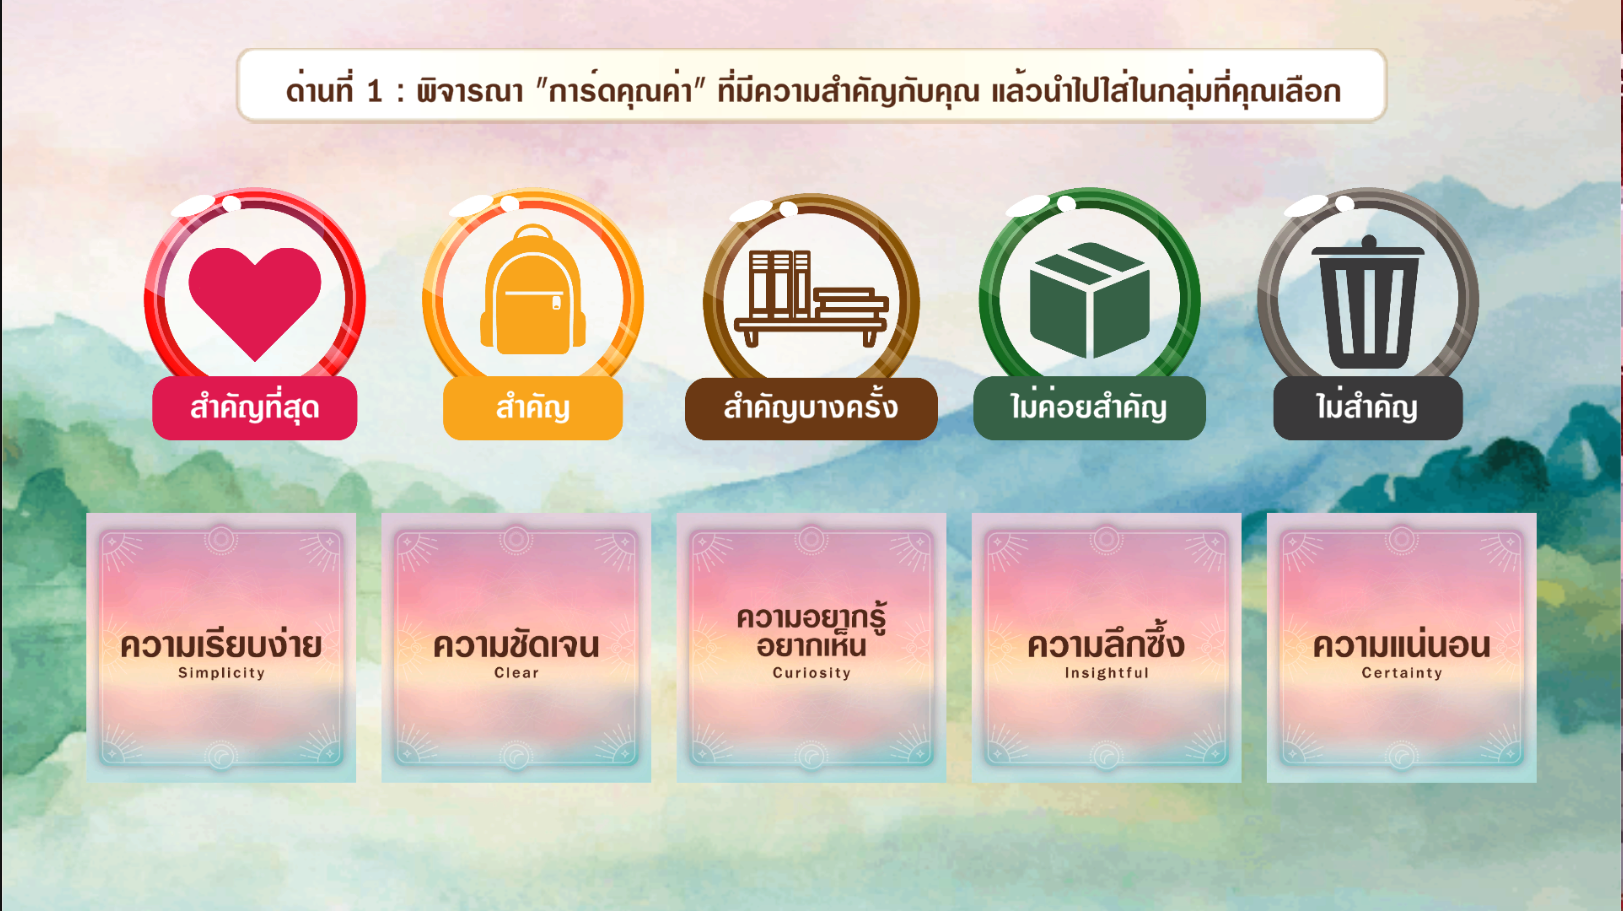 ด่านที่ 1 : พิจารณา "การ์ดคุณค่า" ที่มีความสำคัญกับคุณ แล้วนำไปใส่ในกลุ่มที่คุณเลือก
สำคัญที่สุด
สำคัญ
สำคัญบางครั้ง
ไม่ค่อยสำคัญ
ไม่สำคัญ
ความเรียบง่าย
Simplicity
ความชัดเจน
Clear
ความอยากรู้
อยากเห็น
Curiosity
ความลึกซึ้ง
Insightful
ความแน่นอน
Certainty